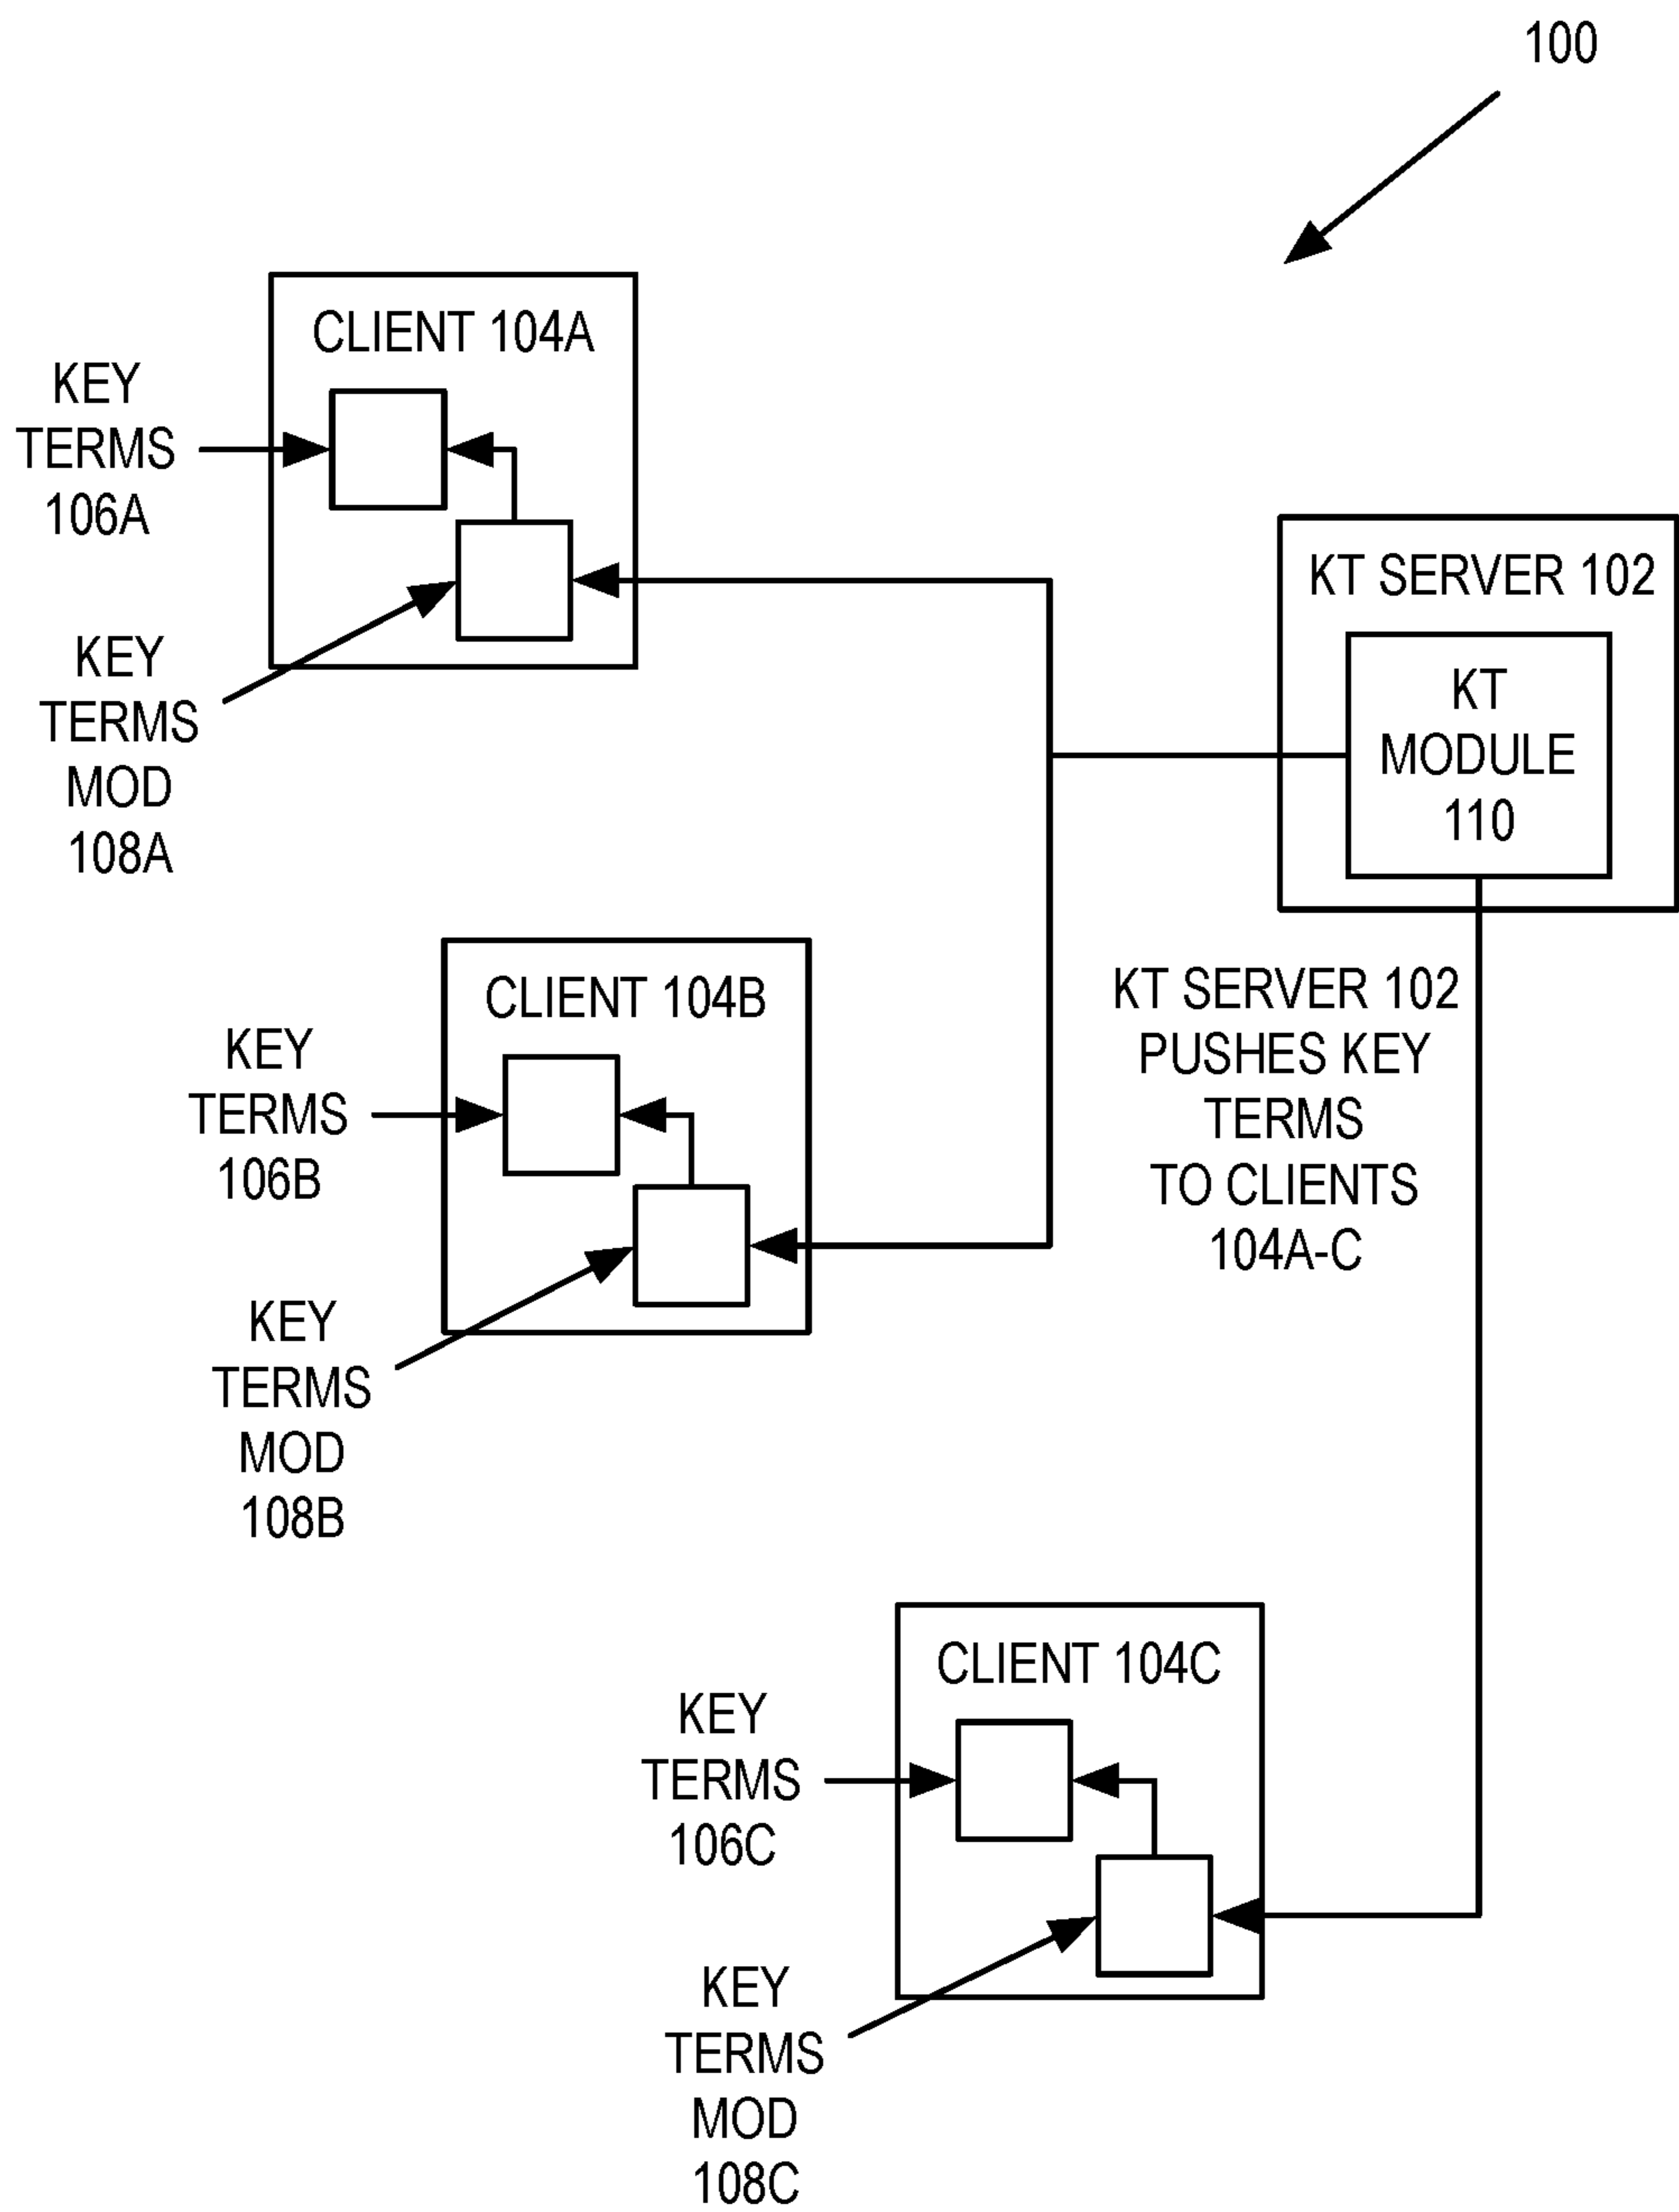 100
CLIENT 104A
KEY
TERMS
106A
KEY
TERMS
MOD
108A
KT SERVER 102
KT
MODULE
110
CLIENT 104B
KEY
TERMS
106B
KEY
TERMS
MOD
108B
KT SERVER 102
PUSHES KEY
TERMS
TO CLIENTS
104A-C
CLIENT 104C
KEY
TERMS
106C
KEY
TERMS
MOD
108C